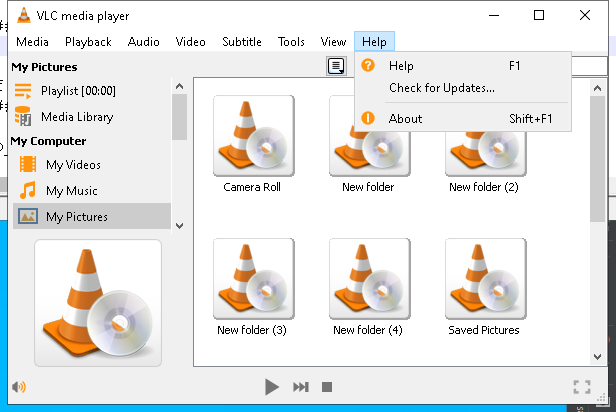 VLC media player
Media Playback Audio Video Subtitle Tools View Help
My Pictures
Playlist [00:00]
Media Library
My Computer
My Videos
My Music
My Pictures
Help F1
Check for Updates...
About Shift+F1
Camera Roll New folder New folder (2)
New folder (3) New folder (4) Saved Pictures